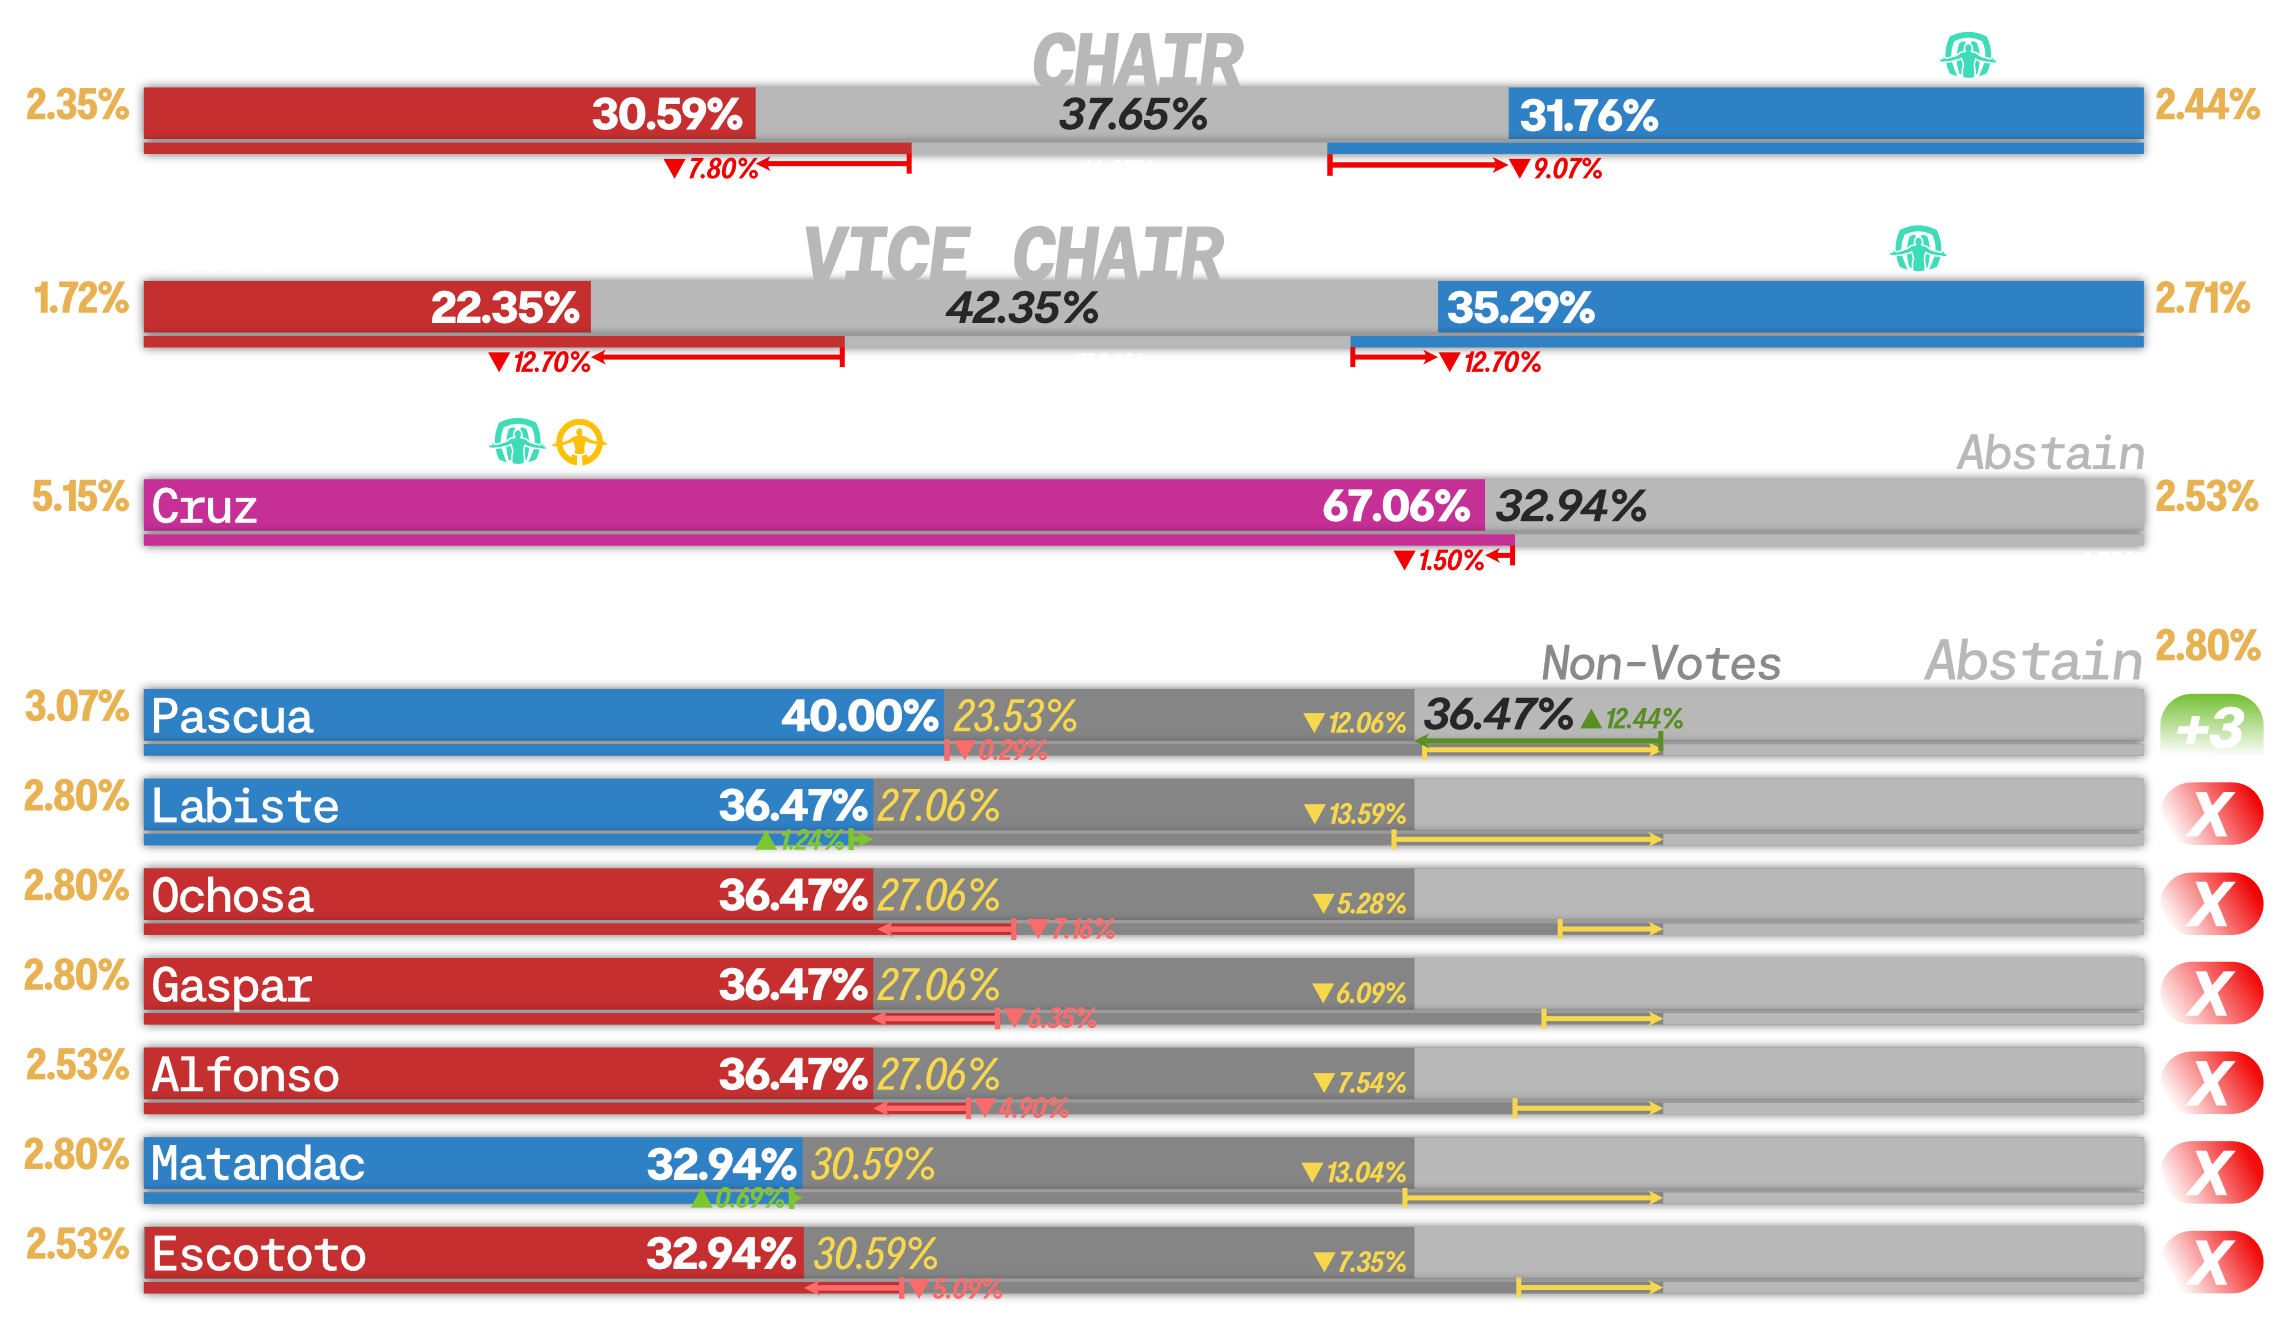 CHAIR
2.35% 30.59% 37.65% 31.76% 2.44%
▼7.80% ▼9.07%
VICE CHAIR
1.72% 22.35% 42.35% 35.29% 2.71%
▼12.70% ▼12.70%
Abstain
5.15% Cruz 67.06% 32.94% 2.53%
▼1.50%
Non-Votes Abstain 2.80%
3.07% Pascua 40.00% 23.53% ▼12.06% 36.47% ▲12.44% +3
▼0.29%
2.80% Labiste 36.47% 27.06% ▼13.59% X
▲1.24%
2.80% Ochosa 36.47% 27.06% ▼5.28% X
▼7.16%
2.80% Gaspar 36.47% 27.06% ▼6.09% X
▼6.35%
2.53% Alfonso 36.47% 27.06% ▼7.54% X
▼4.90%
2.80% Matandac 32.94% 30.59% ▼13.04% X
▲0.69%
2.53% Escototo 32.94% 30.59% ▼7.35% X
▼5.09%